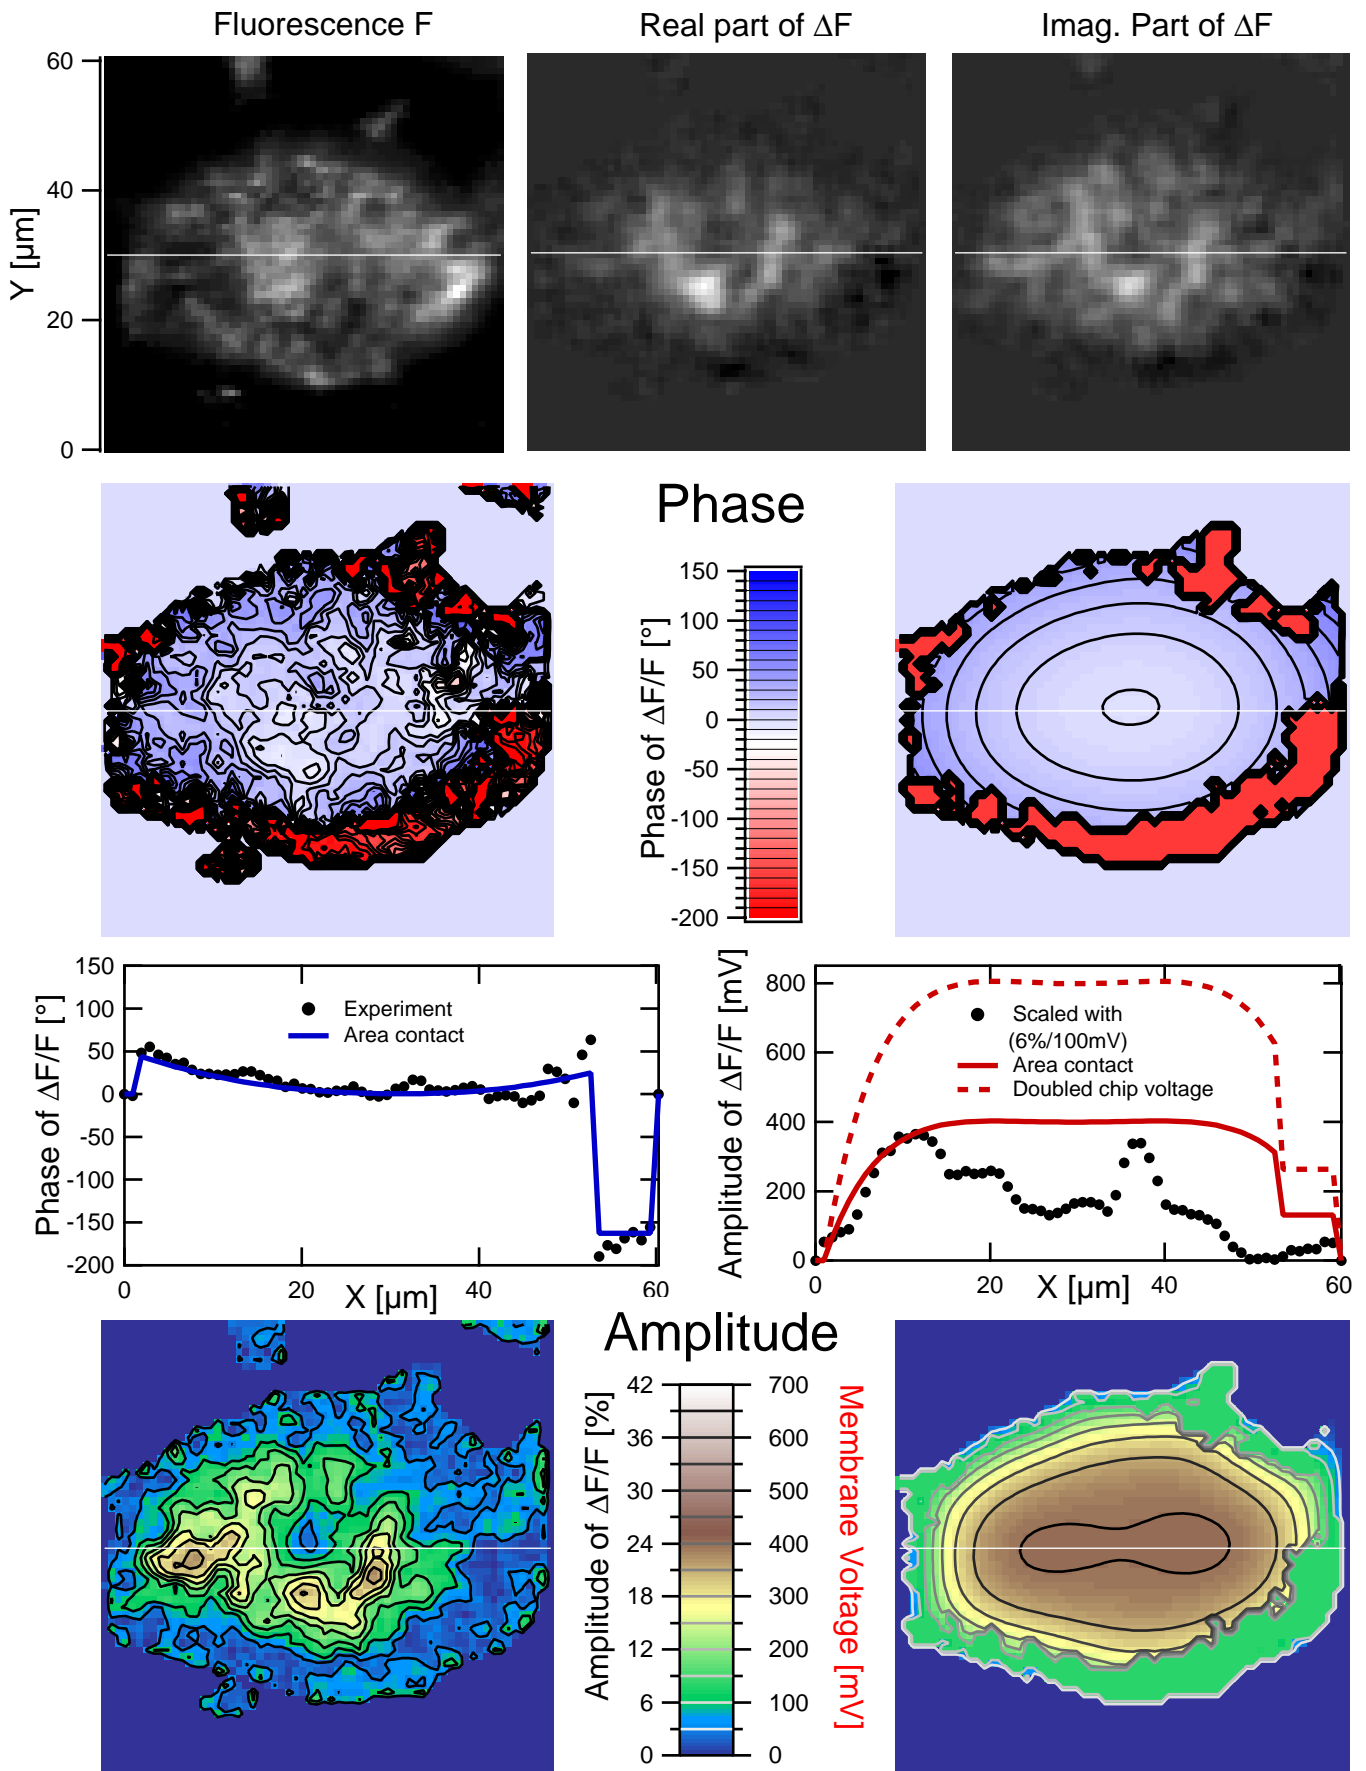 Fluorescence F
Real part of ΔF
Imag. Part of ΔF
60
40
20
0
Y [µm]
Phase
Phase of ΔF/F [°]
150
100
50
0
-50
-100
-150
-200
Phase of ΔF/F [°]
150
100
50
0
-50
-100
-150
-200
Experiment
Area contact
0
20
40
60
X [µm]
Amplitude of ΔF/F [mV]
800
600
400
200
0
Scaled with
(6%/100mV)
Area contact
Doubled chip voltage
0
20
40
60
X [µm]
Amplitude
Amplitude of ΔF/F [%]
42
36
30
24
18
12
6
0
700
600
500
400
300
200
100
0
Membrane Voltage [mV]